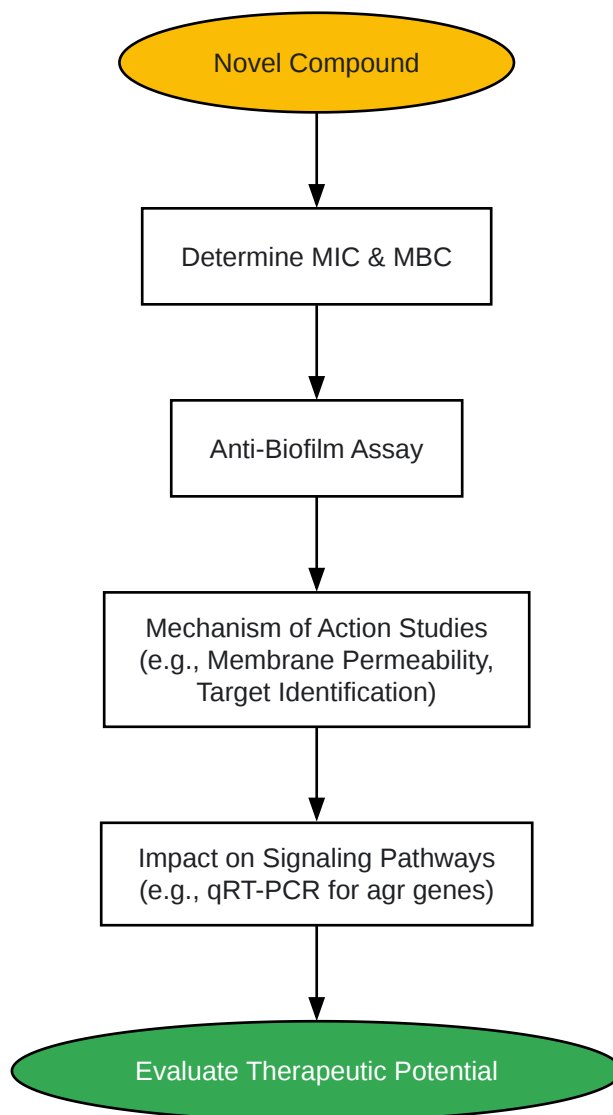 Novel Compound
Determine MIC & MBC
Anti-Biofilm Assay
Mechanism of Action Studies
(e.g., Membrane Permeability,
Target Identification)
Impact on Signaling Pathways
(e.g., qRT-PCR for agr genes)
Evaluate Therapeutic Potential